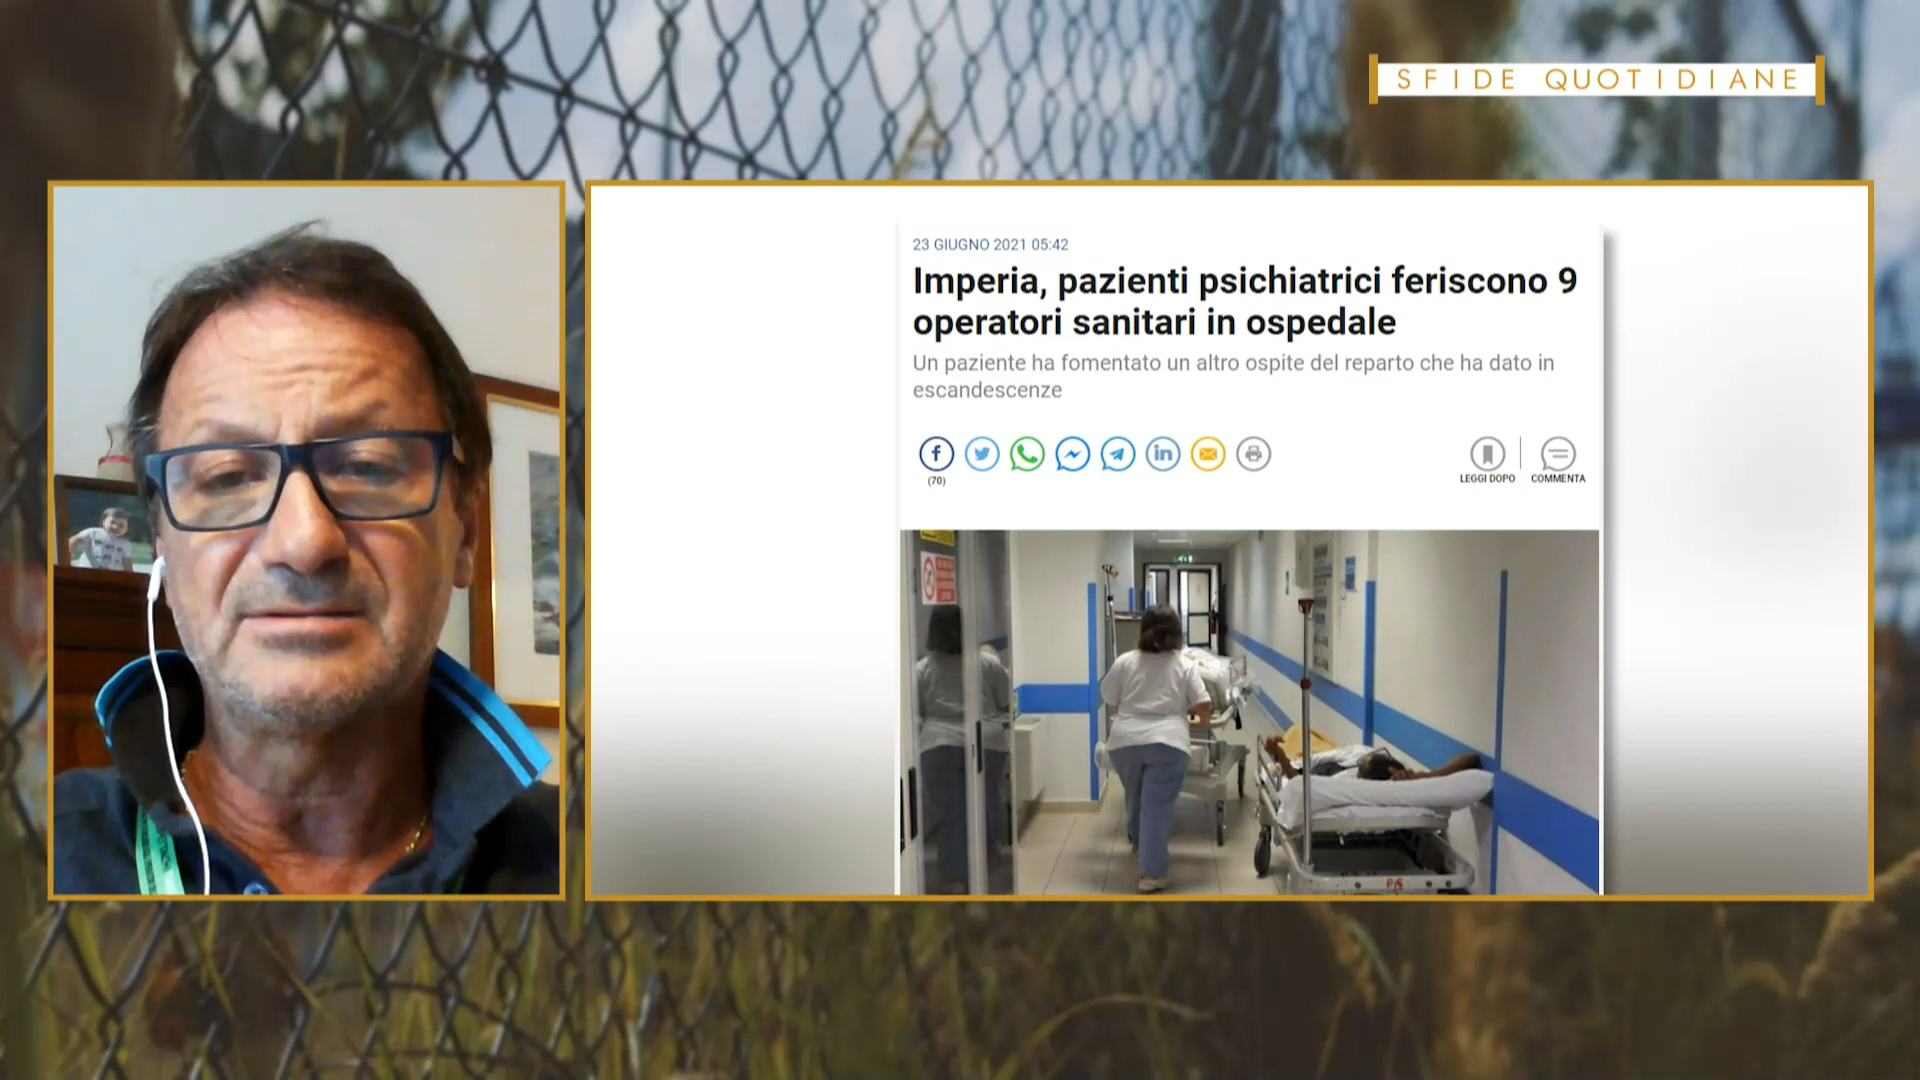 SFIDE QUOTIDIANE
23 GIUGNO 2021 05:42
Imperia, pazienti psichiatrici feriscono 9
operatori sanitari in ospedale
Un paziente ha fomentato un altro ospite del reparto che ha dato in
escandescenze
(70)
LEGGI DOPO
COMMENTA